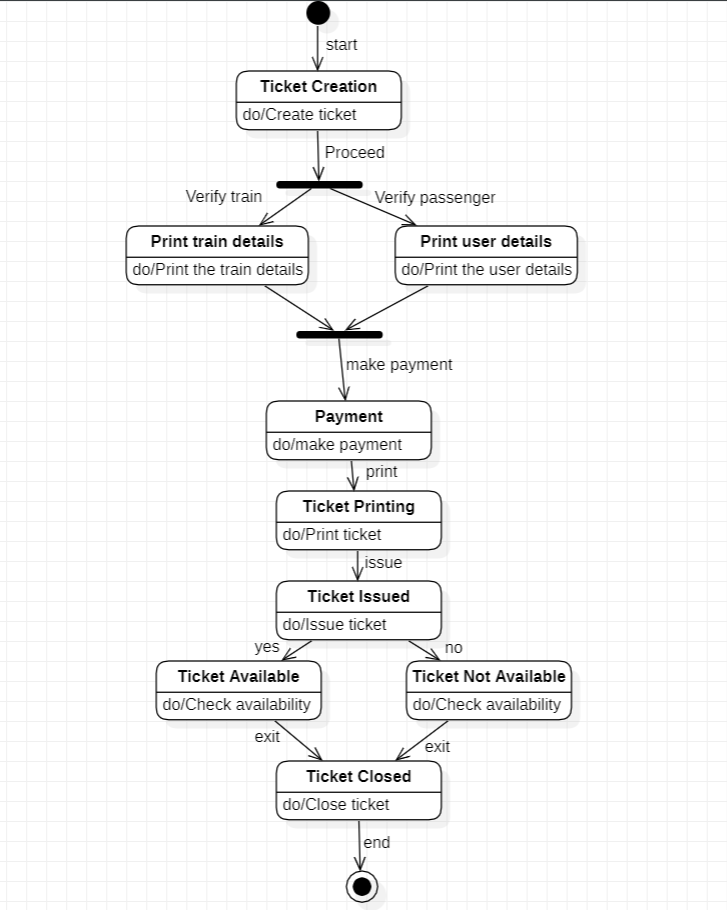 start
Ticket Creation
do/Create ticket
Proceed
Verify train
Verify passenger
Print train details
do/Print the train details
Print user details
do/Print the user details
make payment
Payment
do/make payment
print
Ticket Printing
do/Print ticket
issue
Ticket Issued
do/Issue ticket
yes
no
Ticket Available
do/Check availability
Ticket Not Available
do/Check availability
exit
exit
Ticket Closed
do/Close ticket
end